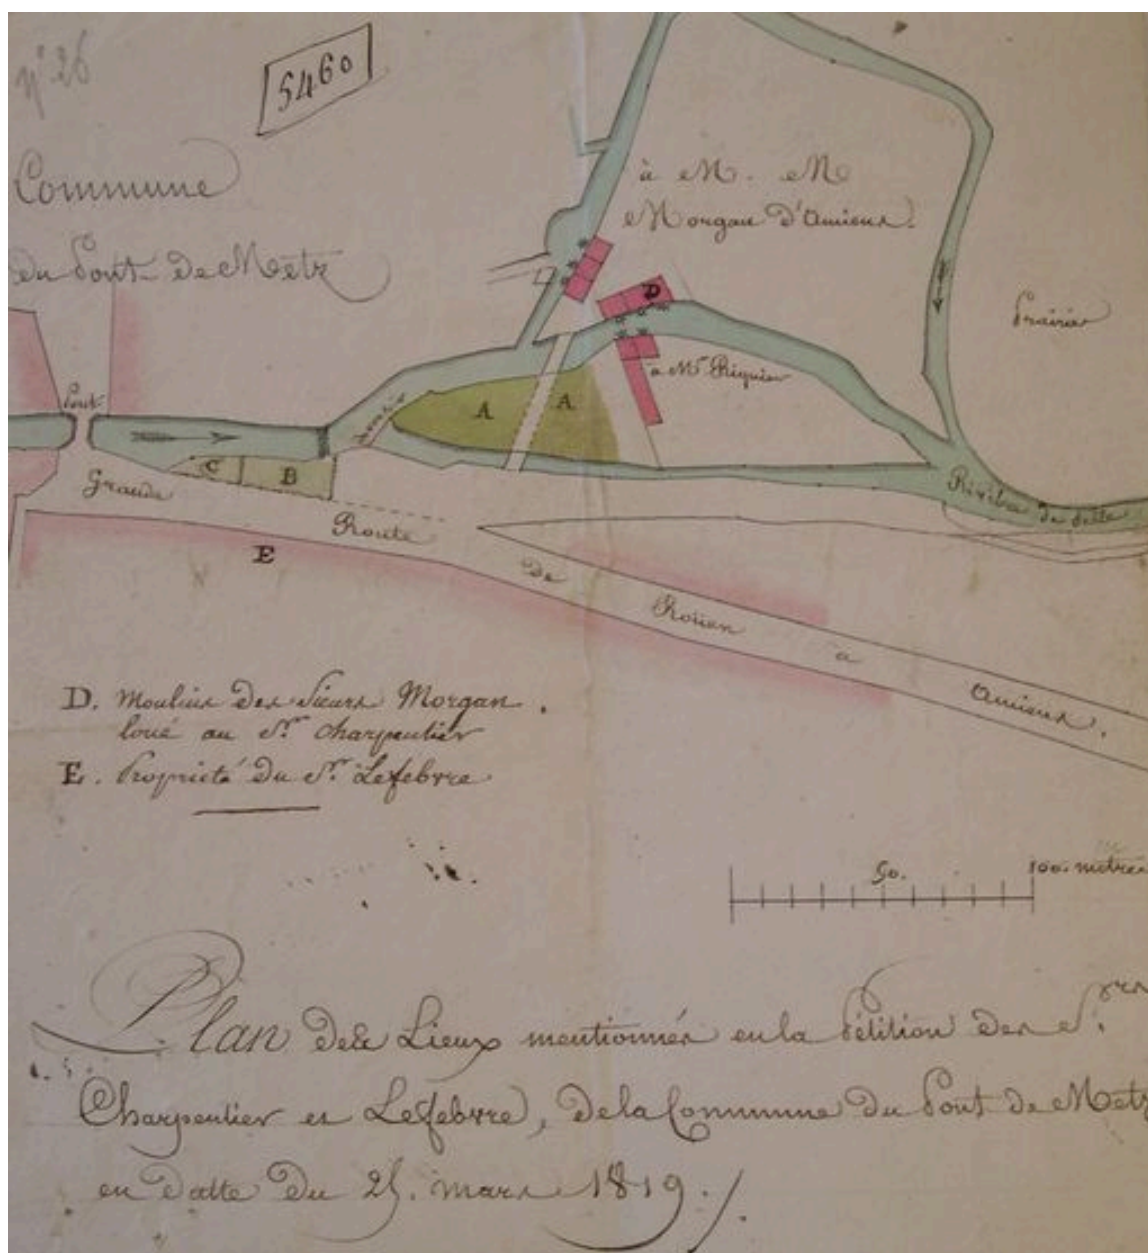 n° 26
5460
Commune
du Pont-de-Metz
à M. M
Morgan d'Amiens.
Prairie
D
à Mr. Riquier
Pont
A
A
C
B
Grande
Route
de
Rouen
à
Amiens.
E
Rivière de Selle
D. Moulins des Sieurs Morgan.
loué au Sr. Charpentier
E. Propriété du Sr. Lefebvre
50.
100. mètres
Plan des Lieux mentionnés en la Pétition des Srs.
Charpentier et Lefebvre, de la Commune du Pont de Metz
en datte du 25. mars 1819./.